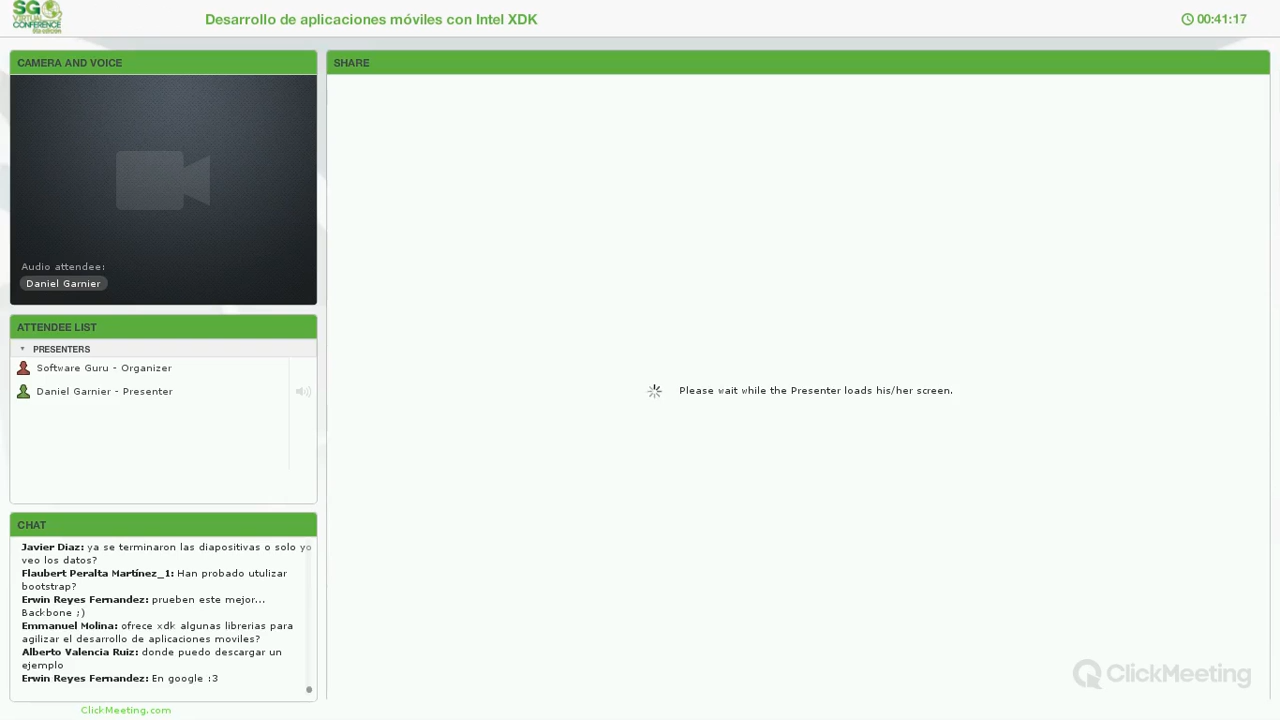 SG
VIRTUAL
CONFERENCE
Desarrollo de aplicaciones móviles con Intel XDK
00:41:17
CAMERA AND VOICE
Audio attendee:
Daniel Garnier
SHARE
Please wait while the Presenter loads his/her screen.
ATTENDEE LIST
PRESENTERS
Software Guru - Organizer
Daniel Garnier - Presenter
CHAT
Javier Diaz: ya se terminaron las diapositivas o solo yo
veo los datos?
Flaubert Peralta Martínez_1: Han probado utulizar
bootstrap?
Erwin Reyes Fernandez: prueben este mejor...
Backbone ;)
Emmanuel Molina: ofrece xdk algunas librerias para
agilizar el desarrollo de aplicaciones moviles?
Alberto Valencia Ruiz: donde puedo descargar un
ejemplo
Erwin Reyes Fernandez: En google :3
ClickMeeting
ClickMeeting.com